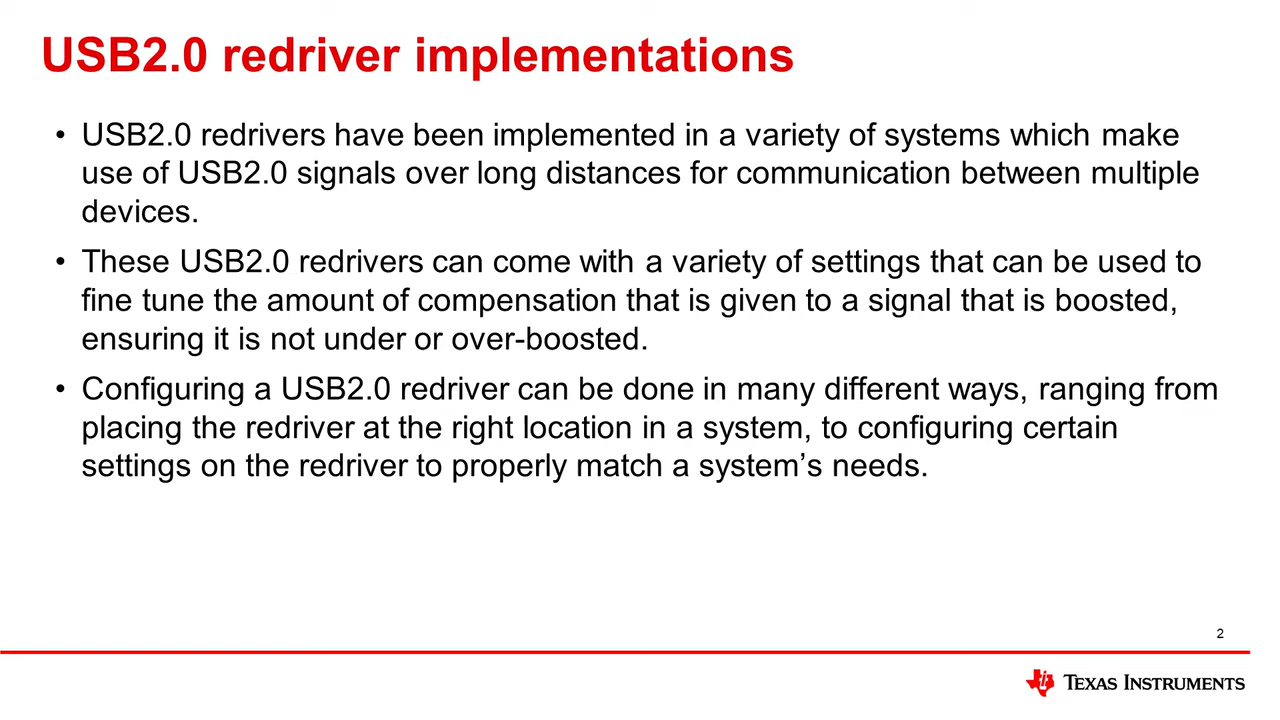 USB2.0 redriver implementations
• USB2.0 redrivers have been implemented in a variety of systems which make
use of USB2.0 signals over long distances for communication between multiple
devices.
• These USB2.0 redrivers can come with a variety of settings that can be used to
fine tune the amount of compensation that is given to a signal that is boosted,
ensuring it is not under or over-boosted.
• Configuring a USB2.0 redriver can be done in many different ways, ranging from
placing the redriver at the right location in a system, to configuring certain
settings on the redriver to properly match a system’s needs.
2
TEXAS INSTRUMENTS